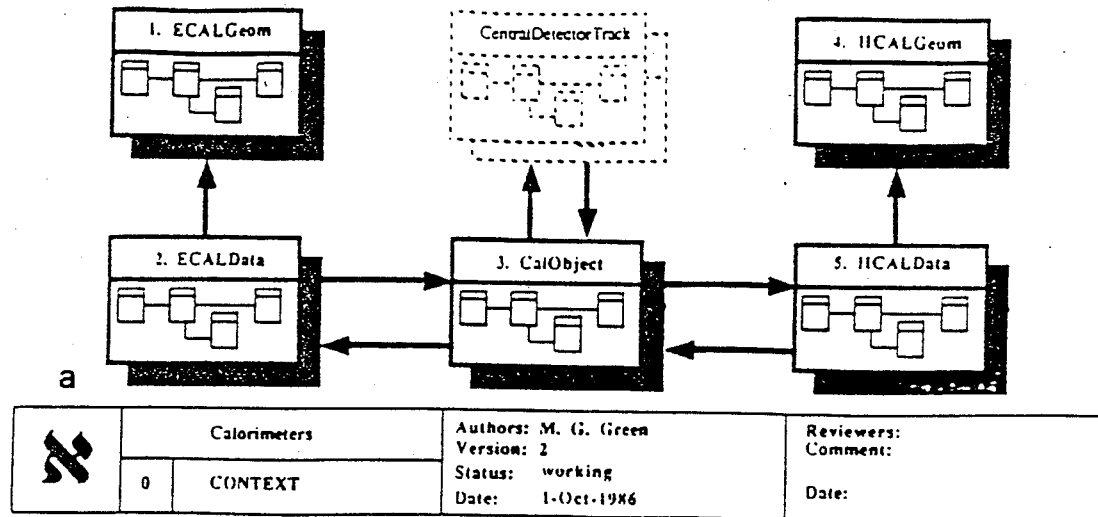 1. ECALGeom
CentralDetectorTrack
4. HCALGeom
2. ECALData
3. CalObject
5. HCALData
a
ℵ
Calorimeters
0 CONTEXT
Authors: M. G. Green
Version: 2
Status: working
Date: 1-Oct-1986
Reviewers:
Comment:
Date: